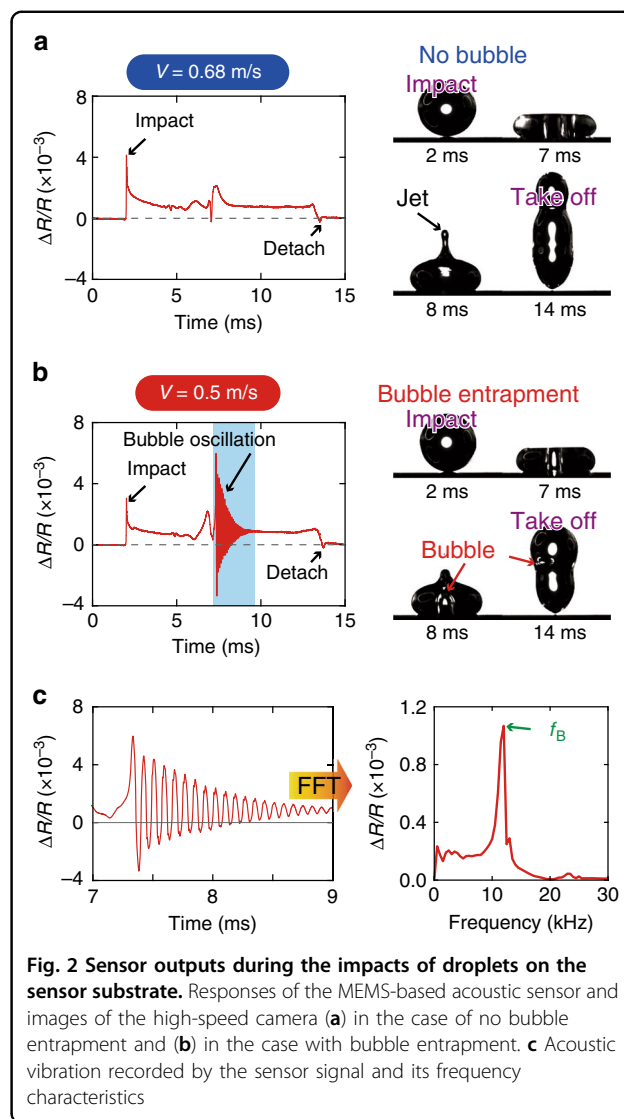 a
V = 0.68 m/s
No bubble
8
4
0
−4
ΔR/R (×10−3)
Impact
Detach
0 5 10 15
Time (ms)
Impact
2 ms
7 ms
Jet
Take off
8 ms
14 ms
b
V = 0.5 m/s
Bubble entrapment
8
4
0
−4
ΔR/R (×10−3)
Bubble oscillation
Impact
Detach
0 5 10 15
Time (ms)
Impact
2 ms
7 ms
Take off
Bubble
8 ms
14 ms
c
8
4
0
−4
ΔR/R (×10−3)
7 8 9
Time (ms)
FFT
1.2
0.8
0.4
0.0
ΔR/R (×10−3)
fB
0 10 20 30
Frequency (kHz)
Fig. 2 Sensor outputs during the impacts of droplets on the
sensor substrate. Responses of the MEMS-based acoustic sensor and
images of the high-speed camera (a) in the case of no bubble
entrapment and (b) in the case with bubble entrapment. c Acoustic
vibration recorded by the sensor signal and its frequency
characteristics